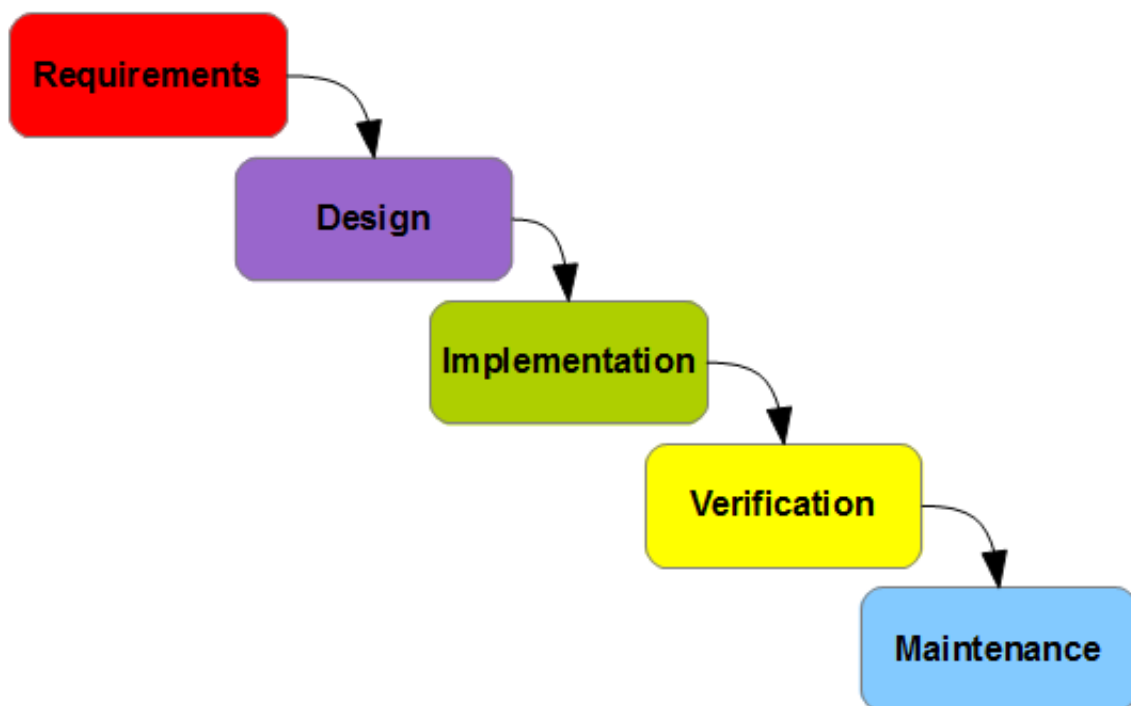 Requirements
Design
Implementation
Verification
Maintenance